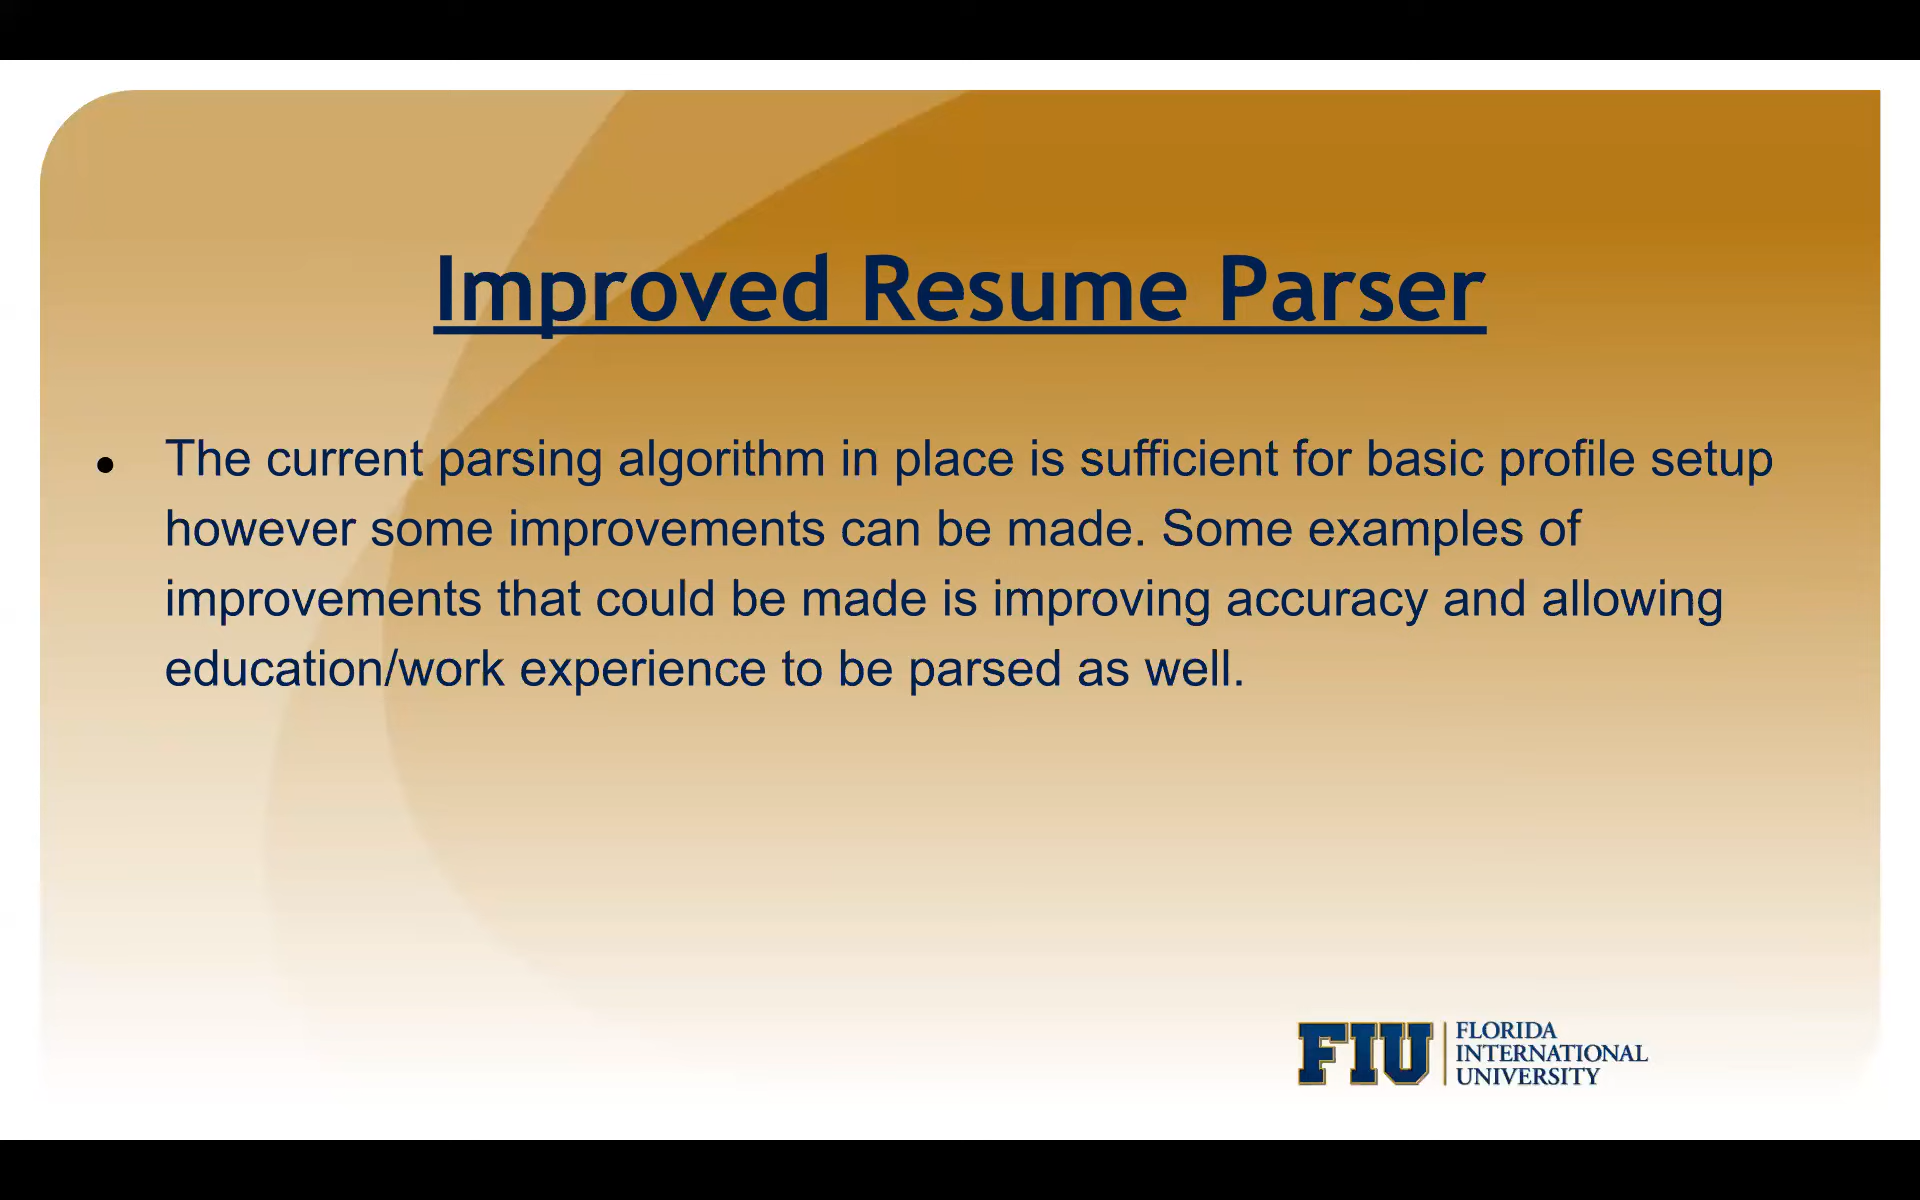 Improved Resume Parser
● The current parsing algorithm in place is sufficient for basic profile setup
however some improvements can be made. Some examples of
improvements that could be made is improving accuracy and allowing
education/work experience to be parsed as well.
FIU
FLORIDA
INTERNATIONAL
UNIVERSITY